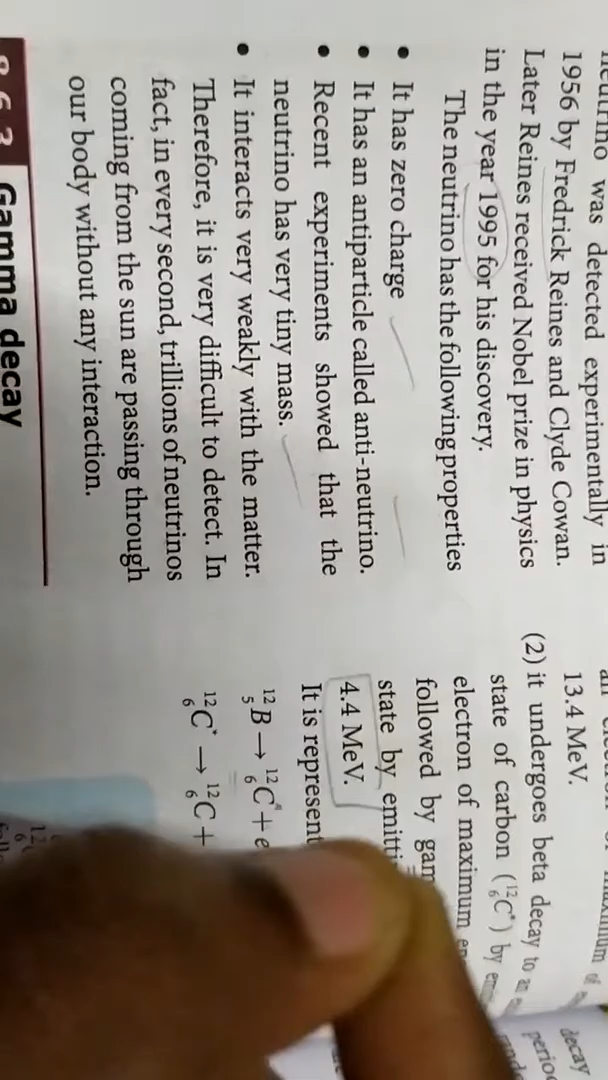 neutrino was detected experimentally in
1956 by Fredrick Reines and Clyde Cowan.
Later Reines received Nobel prize in physics
in the year 1995 for his discovery.
The neutrino has the following properties
• It has zero charge
• It has an antiparticle called anti-neutrino.
• Recent experiments showed that the
neutrino has very tiny mass.
• It interacts very weakly with the matter.
Therefore, it is very difficult to detect. In
fact, in every second, trillions of neutrinos
coming from the sun are passing through
our body without any interaction.
8.6.3 Gamma decay
13.4 MeV.
(2) it undergoes beta decay to an
state of carbon (¹²₆C*) by
electron of maximum
followed by
state by
4.4 MeV.
It is
¹²₅B → ¹²₆C* + e
¹²₆C* → ¹²₆C +
decay